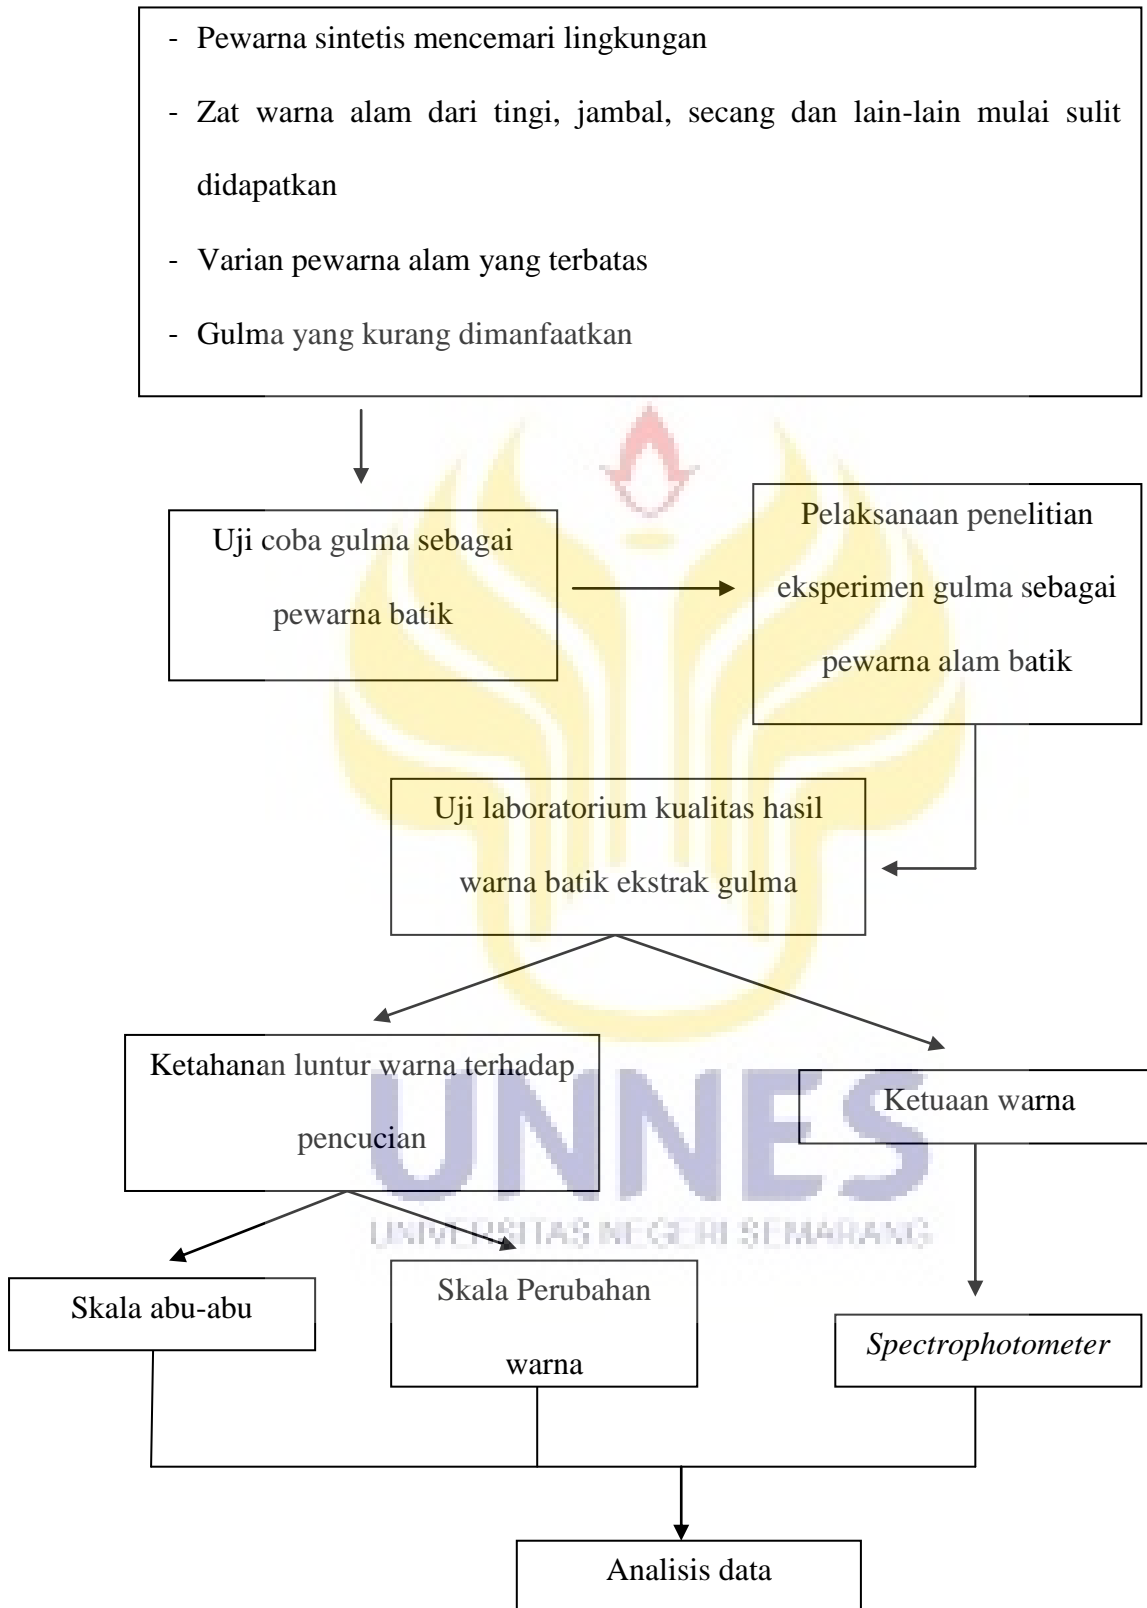 - Pewarna sintetis mencemari lingkungan
- Zat warna alam dari tingi, jambal, secang dan lain-lain mulai sulit
didapatkan
- Varian pewarna alam yang terbatas
- Gulma yang kurang dimanfaatkan
Uji coba gulma sebagai
pewarna batik
Pelaksanaan penelitian
eksperimen gulma sebagai
pewarna alam batik
Uji laboratorium kualitas hasil
warna batik ekstrak gulma
Ketahanan luntur warna terhadap
pencucian
Ketuaan warna
UNNES
UNIVERSITAS NEGERI SEMARANG
Skala abu-abu
Skala Perubahan
warna
Spectrophotometer
Analisis data